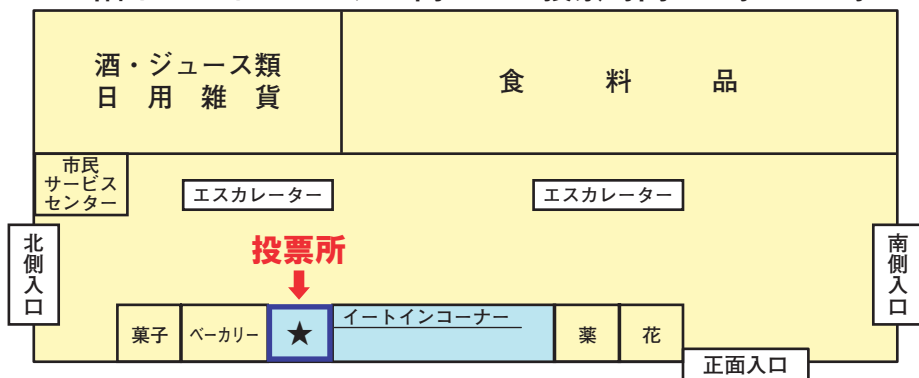 酒・ジュース類
日用雑貨
食料品
市民
サービス
センター
エスカレーター
エスカレーター
北側入口
南側入口
投票所
菓子
ベーカリー
★
イートインコーナー
薬
花
正面入口